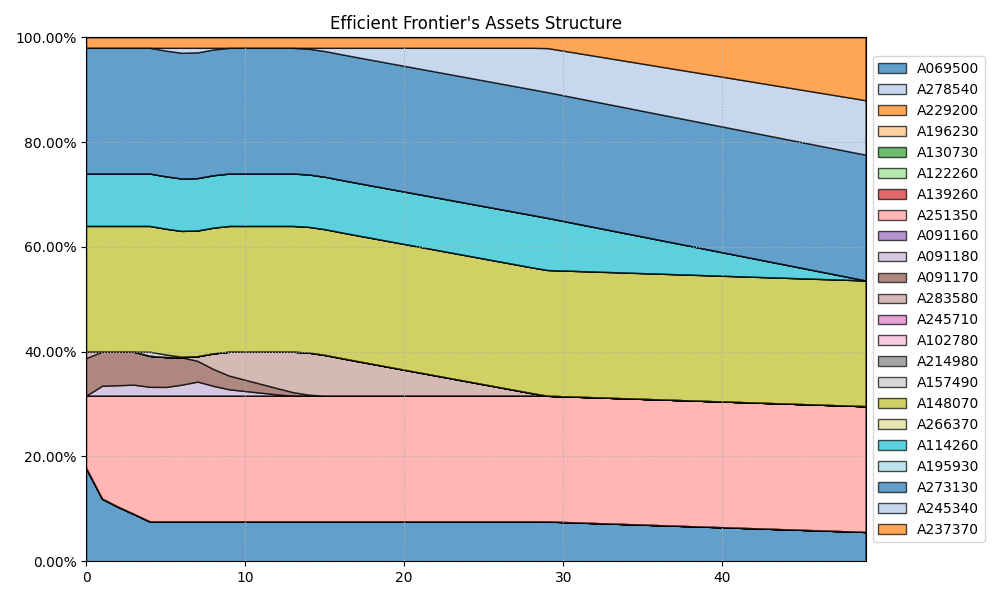 Efficient Frontier's Assets Structure
100.00%
80.00%
60.00%
40.00%
20.00%
0.00%
0 10 20 30 40
A069500
A278540
A229200
A196230
A130730
A122260
A139260
A251350
A091160
A091180
A091170
A283580
A245710
A102780
A214980
A157490
A148070
A266370
A114260
A195930
A273130
A245340
A237370